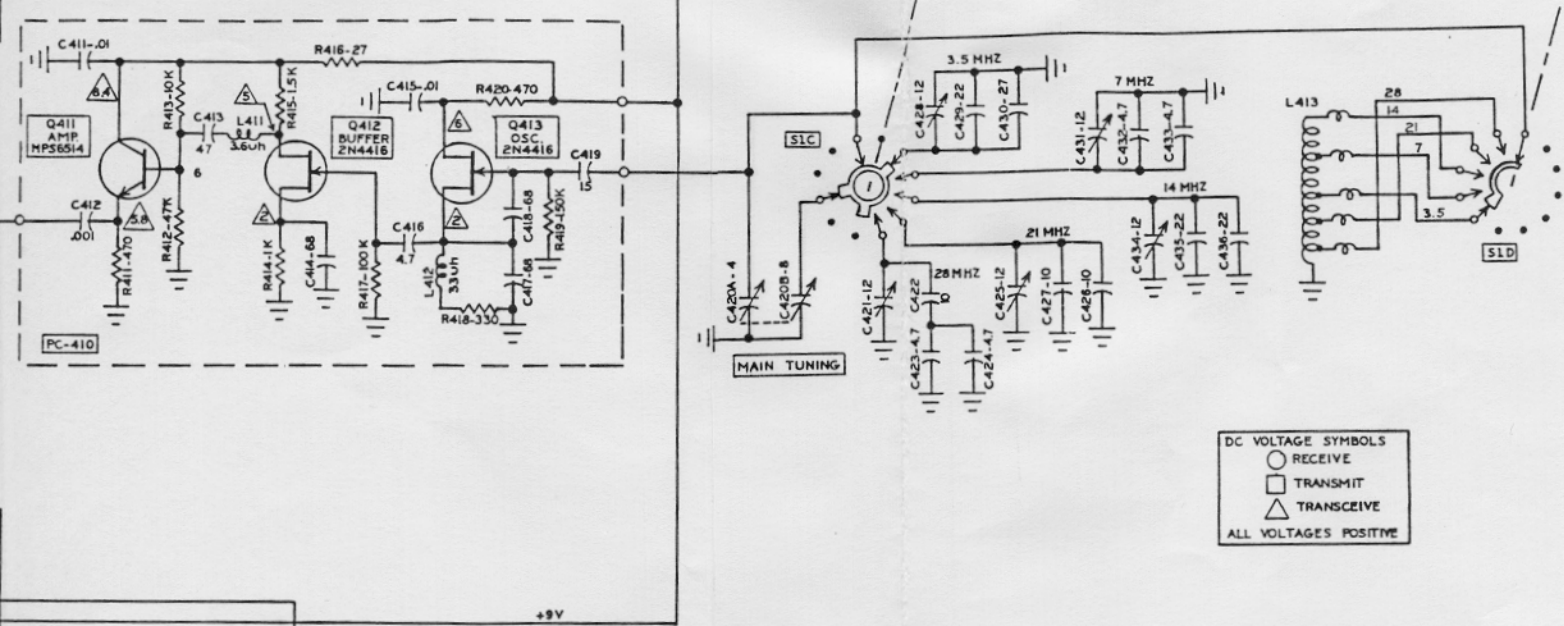 C411-.01
R416-27
8.4
R413-10K
5
R415-1.5K
C415-.01
R420-470
Q411
AMP.
MPS6514
C413
47
L411
3.6uh
Q412
BUFFER
2N4416
6
Q413
OSC.
2N4416
C419
15
6
C412
.001
5.8
R412-47K
R411-470
2
R414-1K
C414-68
R417-100K
C416
4.7
2
L412
33uh
C418-68
R419-150K
C417-68
R418-330
PC-410
+9V
3.5 MHZ
C428-12
C429-22
C430-27
7 MHZ
C431-12
C432-4.7
C433-4.7
S1C
1
14 MHZ
C434-12
C435-22
C436-22
21 MHZ
C425-12
C427-10
C426-10
28 MHZ
C420A-4
C420B-8
C421-12
C422
10
C423-4.7
C424-4.7
MAIN TUNING
L413
28
14
21
7
3.5
1
S1D
DC VOLTAGE SYMBOLS
RECEIVE
TRANSMIT
TRANSCEIVE
ALL VOLTAGES POSITIVE